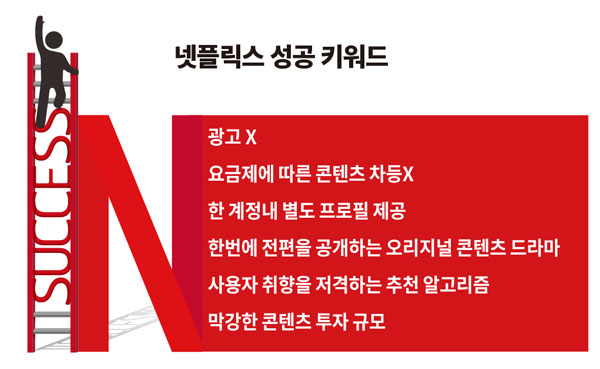 넷플릭스 성공 키워드
SUCCESS
N
광고 X
요금제에 따른 콘텐츠 차등X
한 계정내 별도 프로필 제공
한번에 전편을 공개하는 오리지널 콘텐츠 드라마
사용자 취향을 저격하는 추천 알고리즘
막강한 콘텐츠 투자 규모